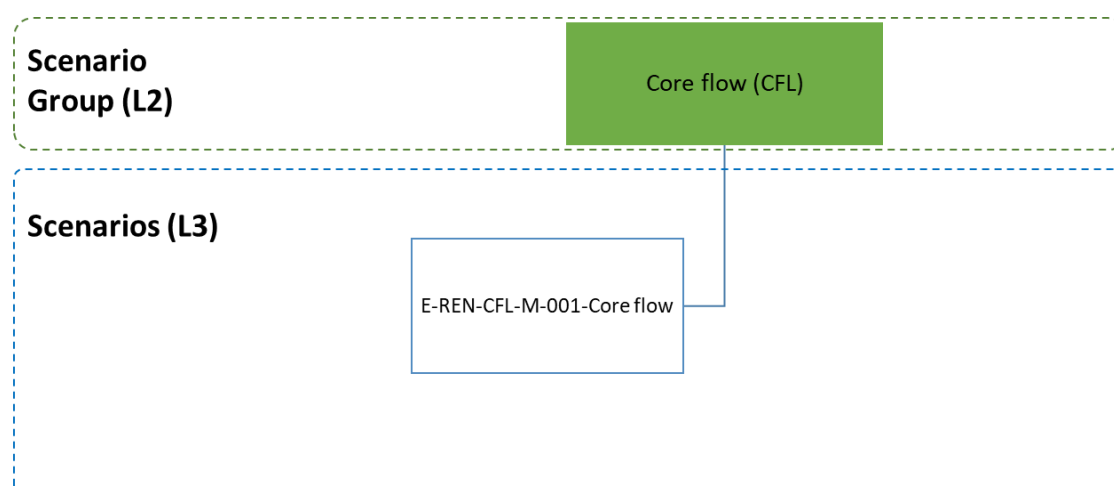 Scenario
Group (L2)
Core flow (CFL)
Scenarios (L3)
E-REN-CFL-M-001-Core flow